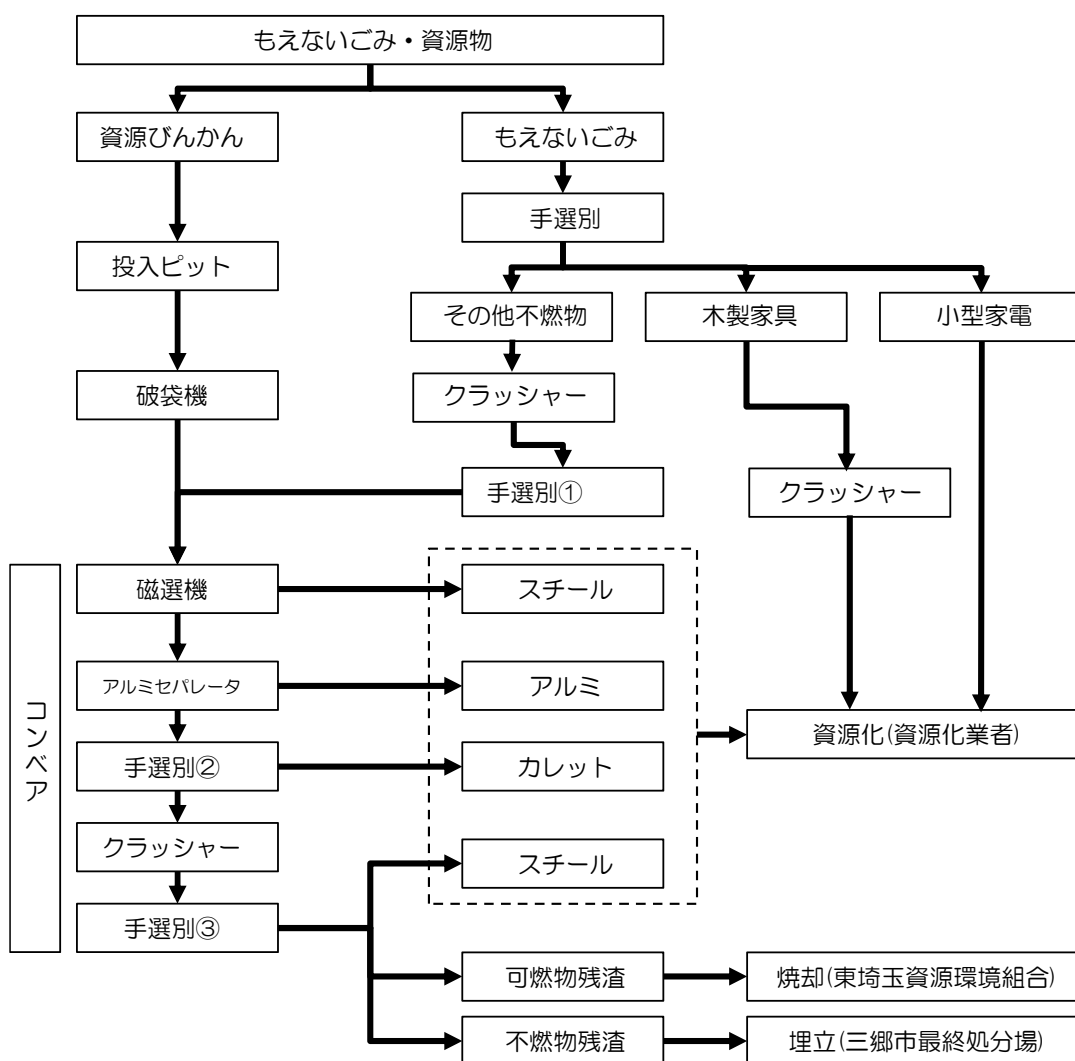 もえないごみ・資源物
資源びんかん
もえないごみ
手選別
投入ピット
その他不燃物
木製家具
小型家電
破袋機
クラッシャー
手選別①
クラッシャー
コンベア
磁選機
スチール
アルミセパレータ
アルミ
資源化(資源化業者)
手選別②
カレット
クラッシャー
スチール
手選別③
可燃物残渣
焼却(東埼玉資源環境組合)
不燃物残渣
埋立(三郷市最終処分場)